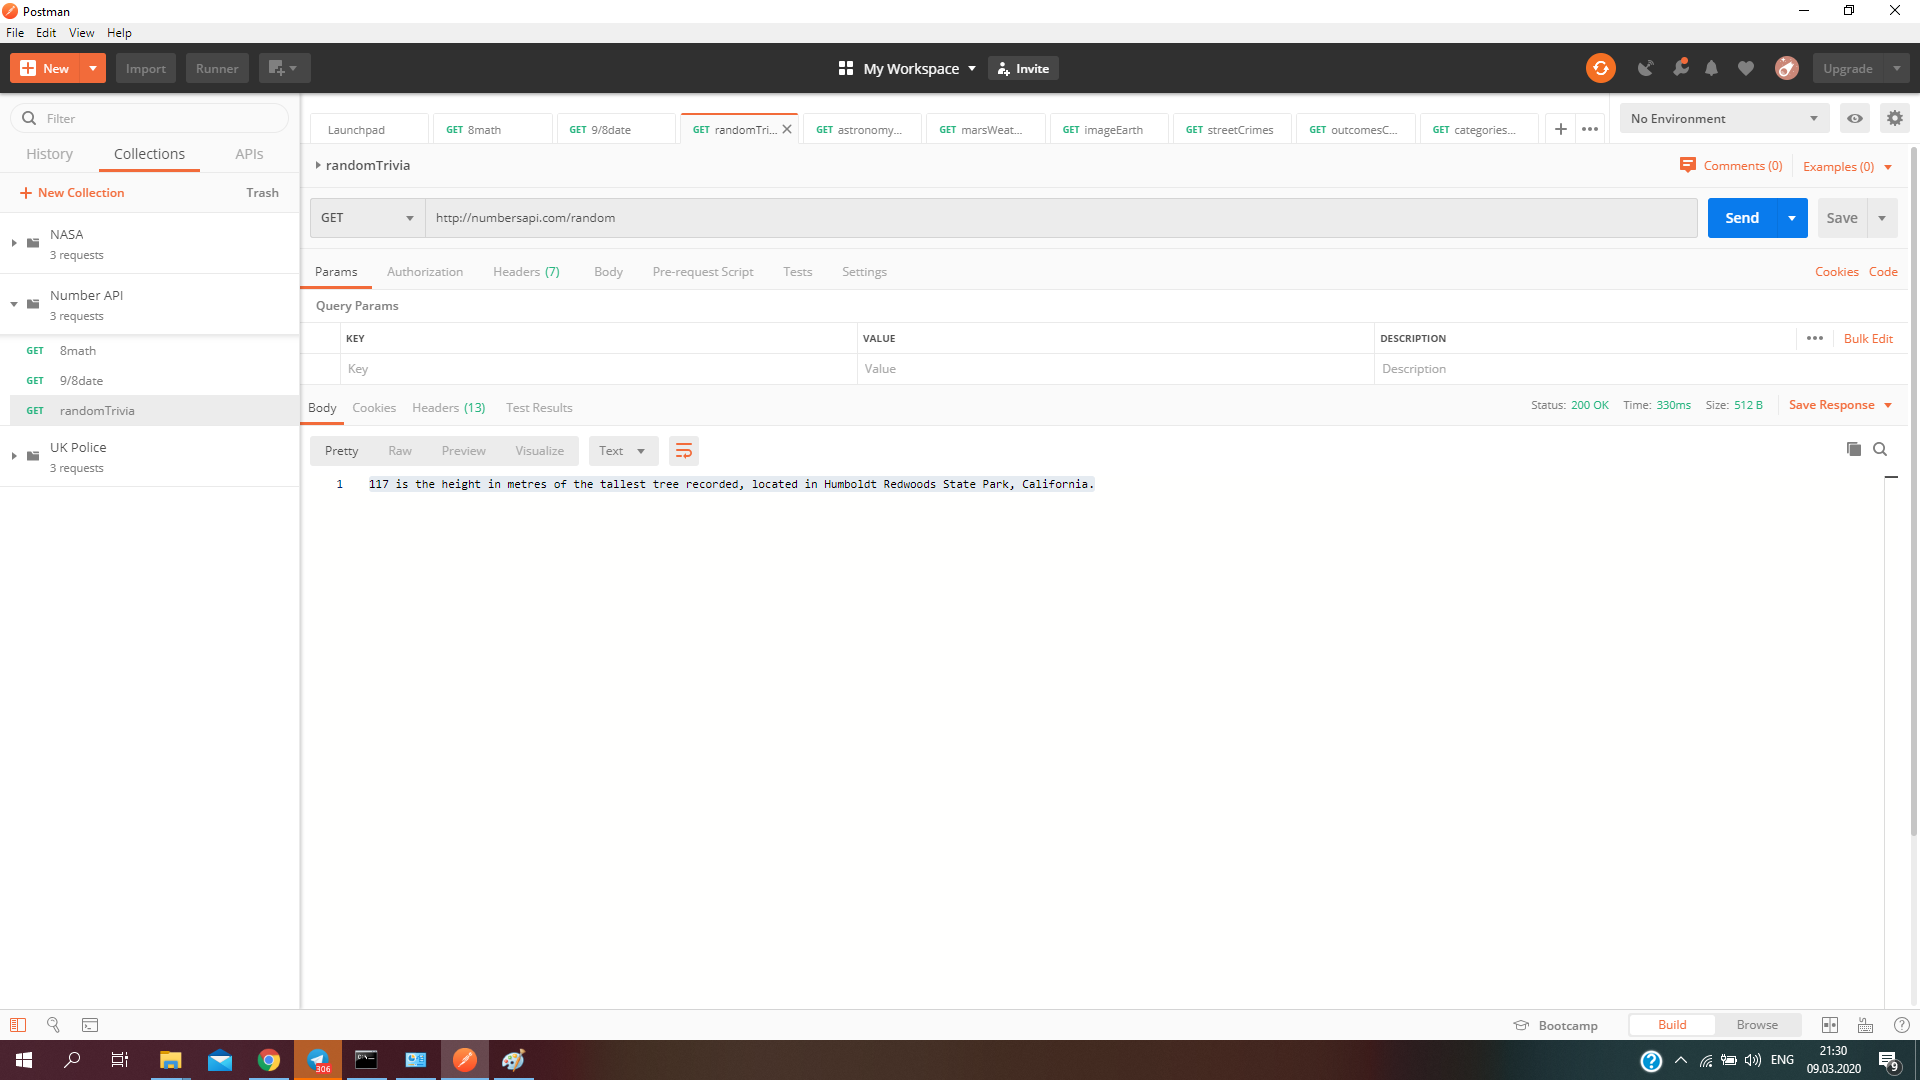 Postman
File Edit View Help
New Import Runner My Workspace Invite Upgrade
Filter
History Collections APIs
New Collection Trash
NASA
3 requests
Number API
3 requests
GET 8math
GET 9/8date
GET randomTrivia
UK Police
3 requests
Launchpad GET 8math GET 9/8date GET randomTri... GET astronomy... GET marsWeat... GET imageEarth GET streetCrimes GET outcomesC... GET categories... No Environment
randomTrivia Comments (0) Examples (0)
GET http://numbersapi.com/random Send Save
Params Authorization Headers (7) Body Pre-request Script Tests Settings Cookies Code
Query Params
KEY VALUE DESCRIPTION Bulk Edit
Key Value Description
Body Cookies Headers (13) Test Results Status: 200 OK Time: 330ms Size: 512 B Save Response
Pretty Raw Preview Visualize Text
1 117 is the height in metres of the tallest tree recorded, located in Humboldt Redwoods State Park, California.
Bootcamp Build Browse
306
ENG 21:30
09.03.2020
9